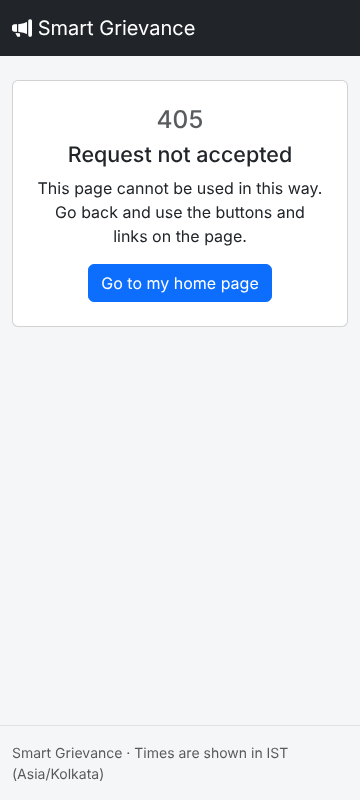 Smart Grievance
405
Request not accepted
This page cannot be used in this way.
Go back and use the buttons and
links on the page.
Go to my home page
Smart Grievance · Times are shown in IST
(Asia/Kolkata)